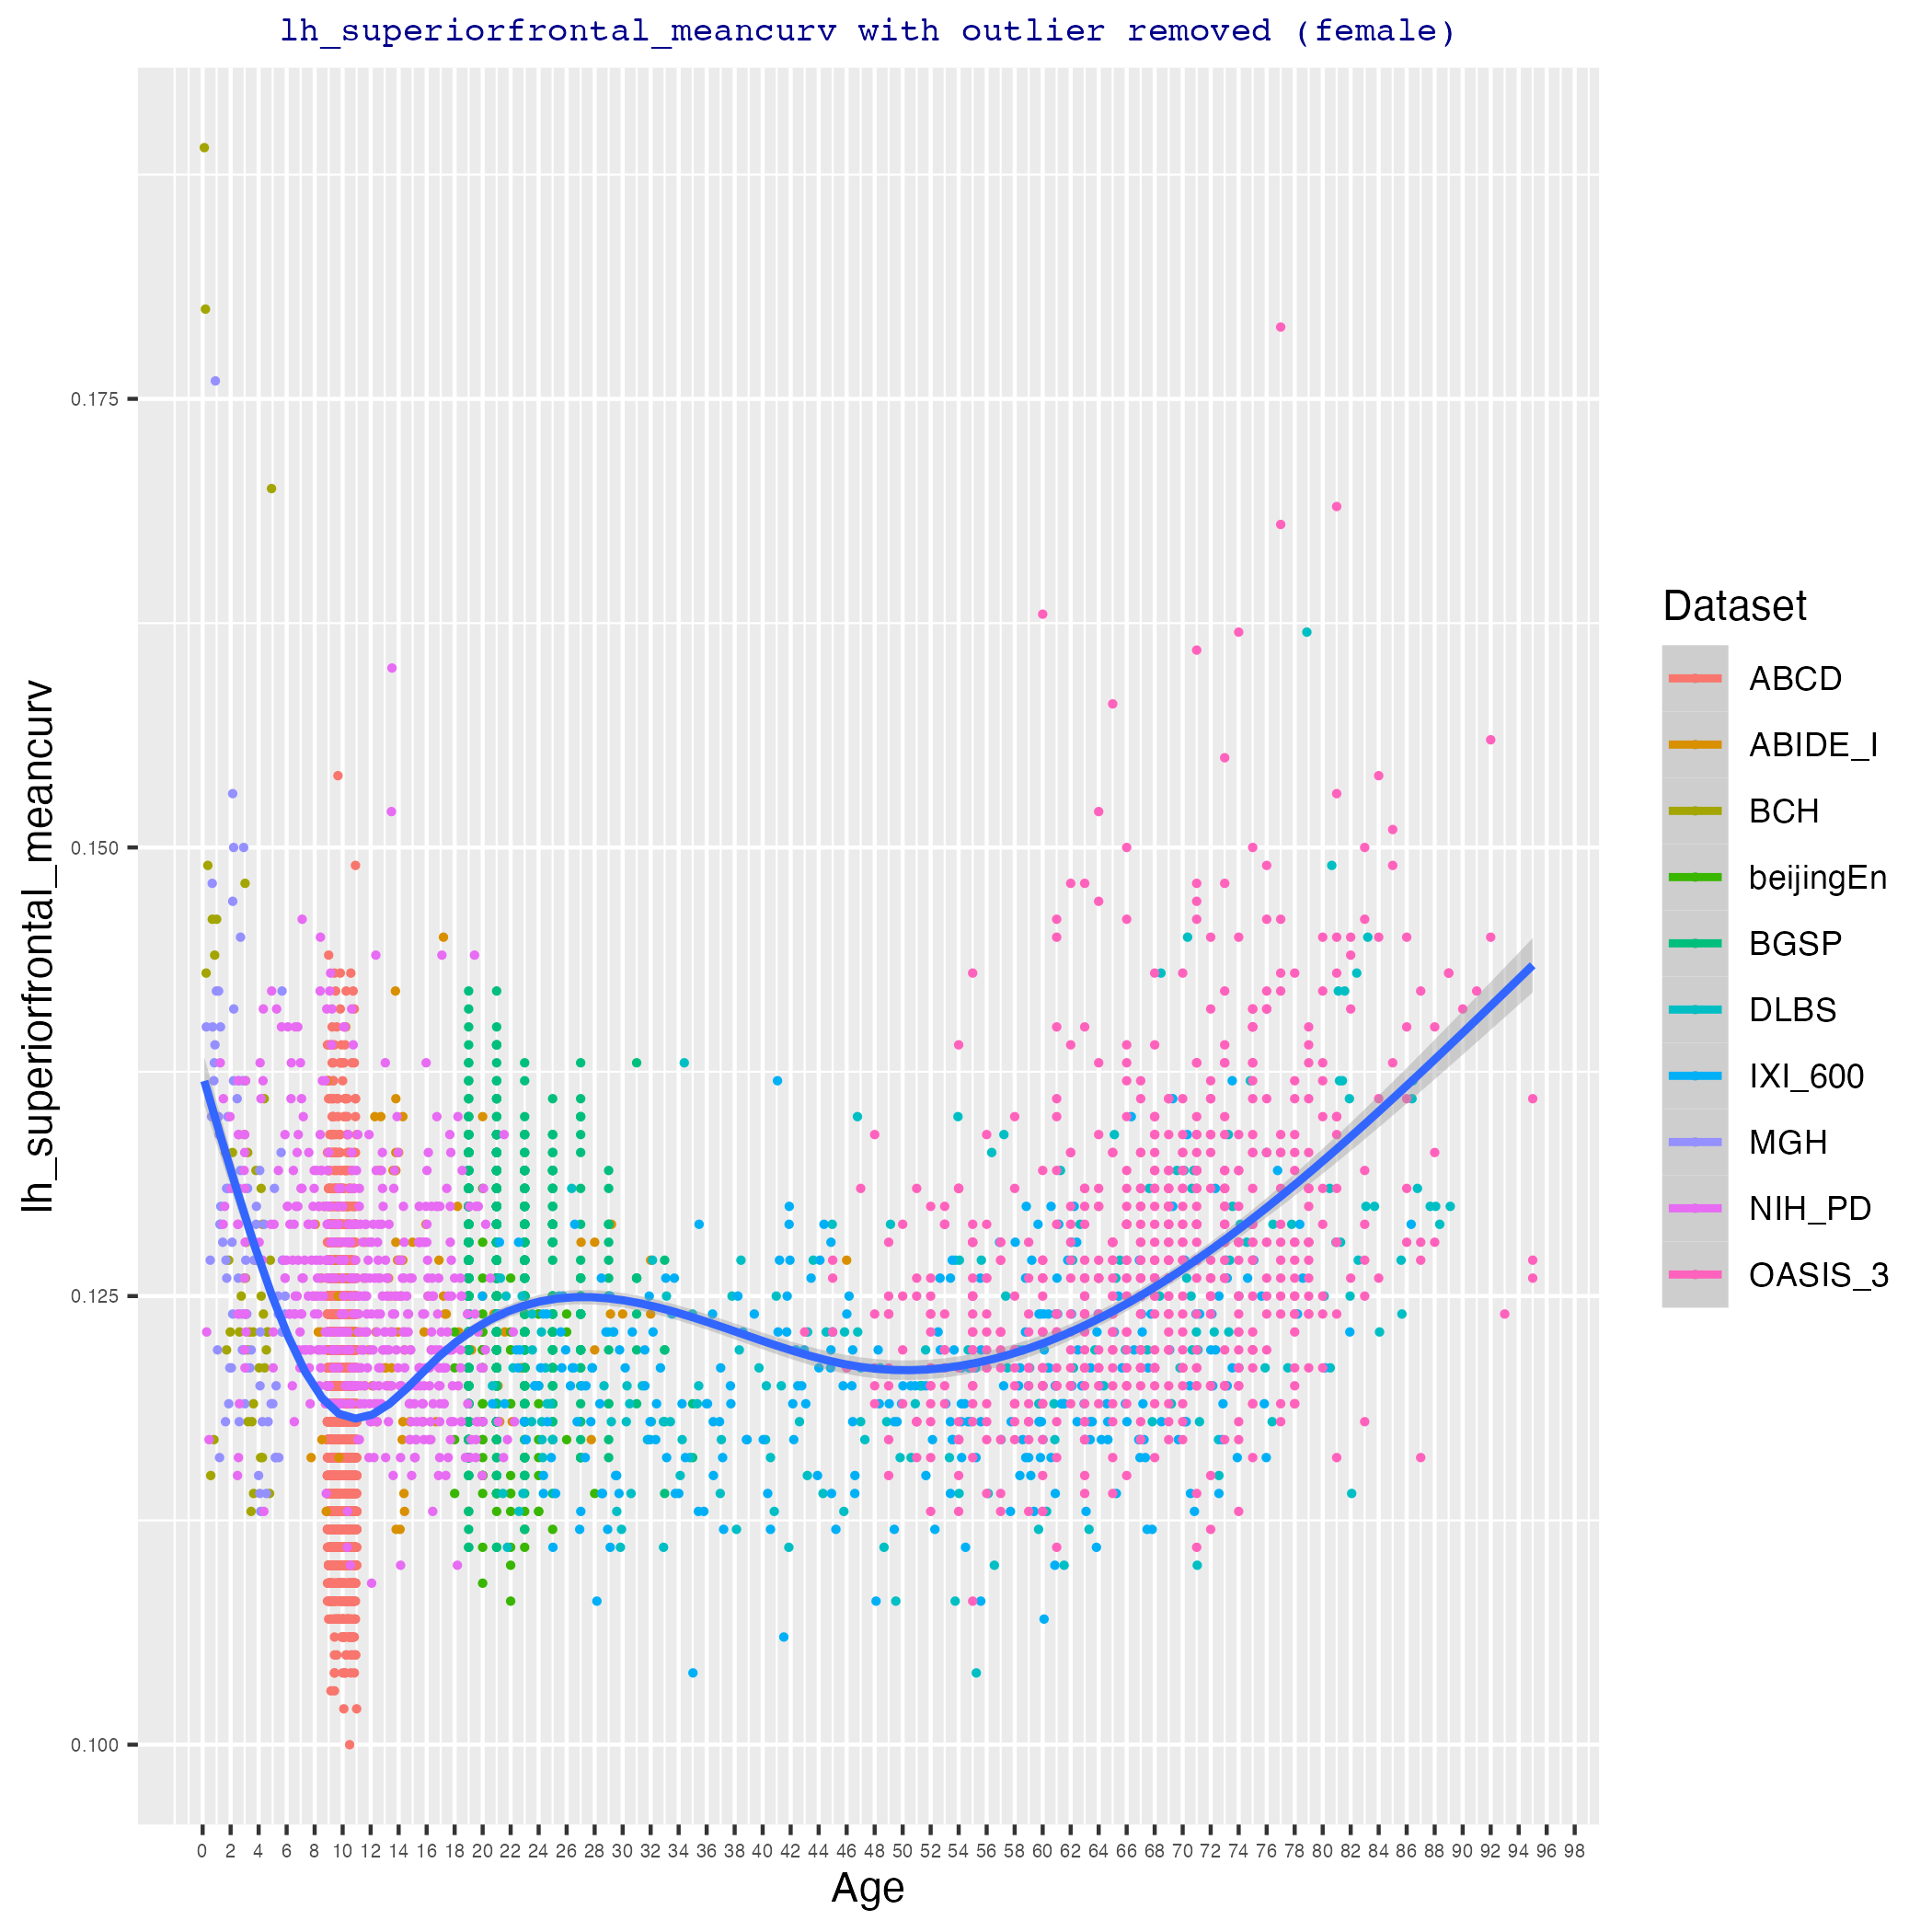 lh_superiorfrontal_meancurv with outlier removed (female)
lh_superiorfrontal_meancurv
0.175
0.150
0.125
0.100
0 2 4 6 8 10 12 14 16 18 20 22 24 26 28 30 32 34 36 38 40 42 44 46 48 50 52 54 56 58 60 62 64 66 68 70 72 74 76 78 80 82 84 86 88 90 92 94 96 98
Age
Dataset
ABCD
ABIDE_I
BCH
beijingEn
BGSP
DLBS
IXI_600
MGH
NIH_PD
OASIS_3